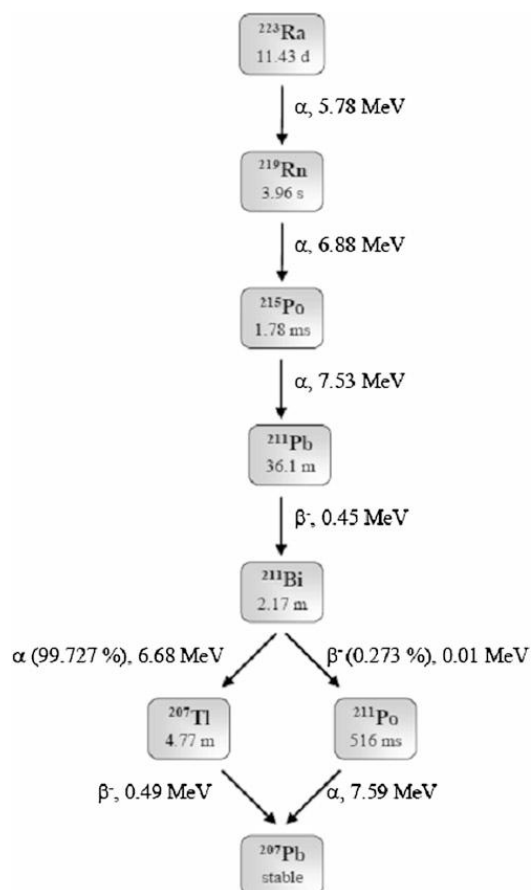 ²²³Ra
11.43 d
α, 5.78 MeV
²¹⁹Rn
3.96 s
α, 6.88 MeV
²¹⁵Po
1.78 ms
α, 7.53 MeV
²¹¹Pb
36.1 m
β⁻, 0.45 MeV
²¹¹Bi
2.17 m
α (99.727 %), 6.68 MeV
β⁻(0.273 %), 0.01 MeV
²⁰⁷Tl
4.77 m
²¹¹Po
516 ms
β⁻, 0.49 MeV
α, 7.59 MeV
²⁰⁷Pb
stable